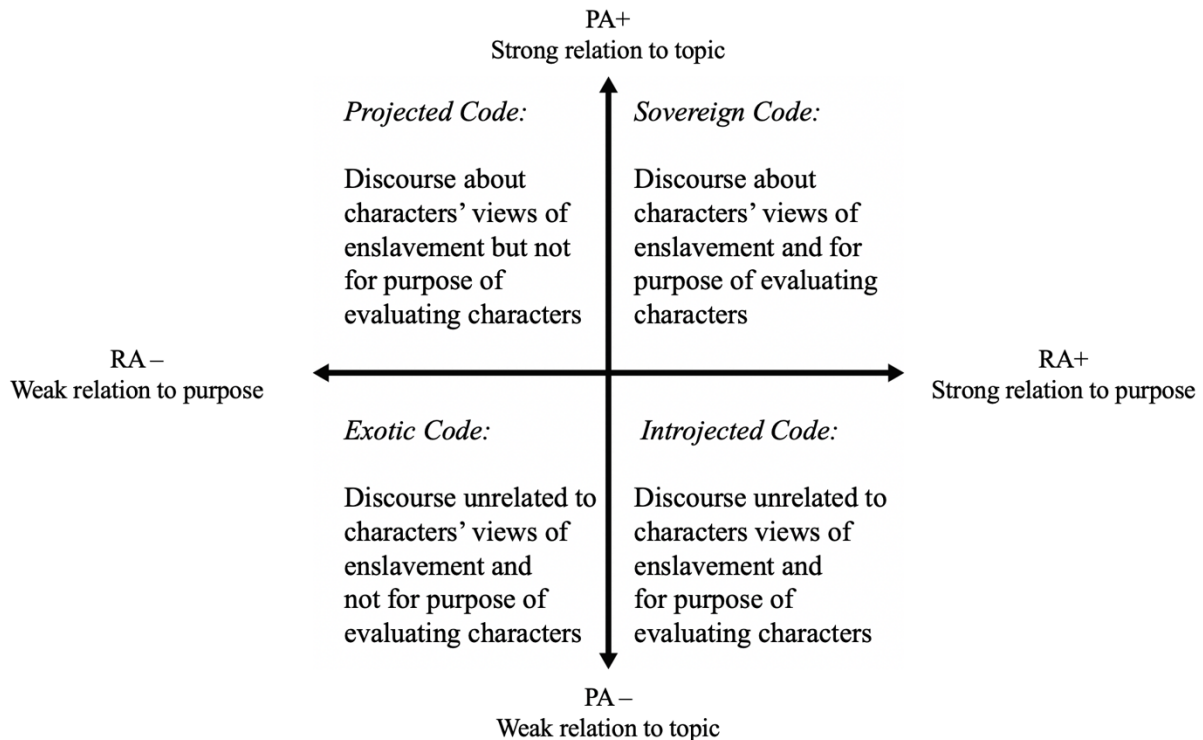 PA+
Strong relation to topic
Projected Code:
Discourse about
characters’ views of
enslavement but not
for purpose of
evaluating characters
Sovereign Code:
Discourse about
characters’ views of
enslavement and for
purpose of evaluating
characters
RA –
Weak relation to purpose
RA+
Strong relation to purpose
Exotic Code:
Discourse unrelated to
characters’ views of
enslavement and
not for purpose of
evaluating characters
Introjected Code:
Discourse unrelated to
characters views of
enslavement and
for purpose of
evaluating characters
PA –
Weak relation to topic